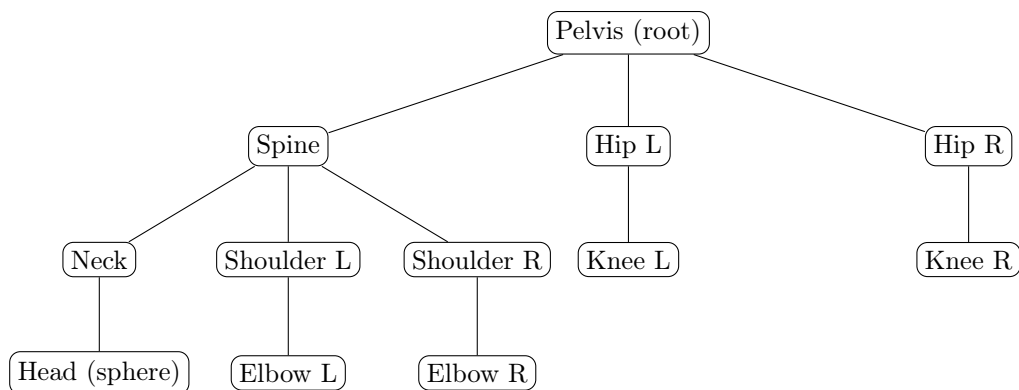 Pelvis (root)
Spine
Hip L
Hip R
Neck
Shoulder L
Shoulder R
Knee L
Knee R
Head (sphere)
Elbow L
Elbow R